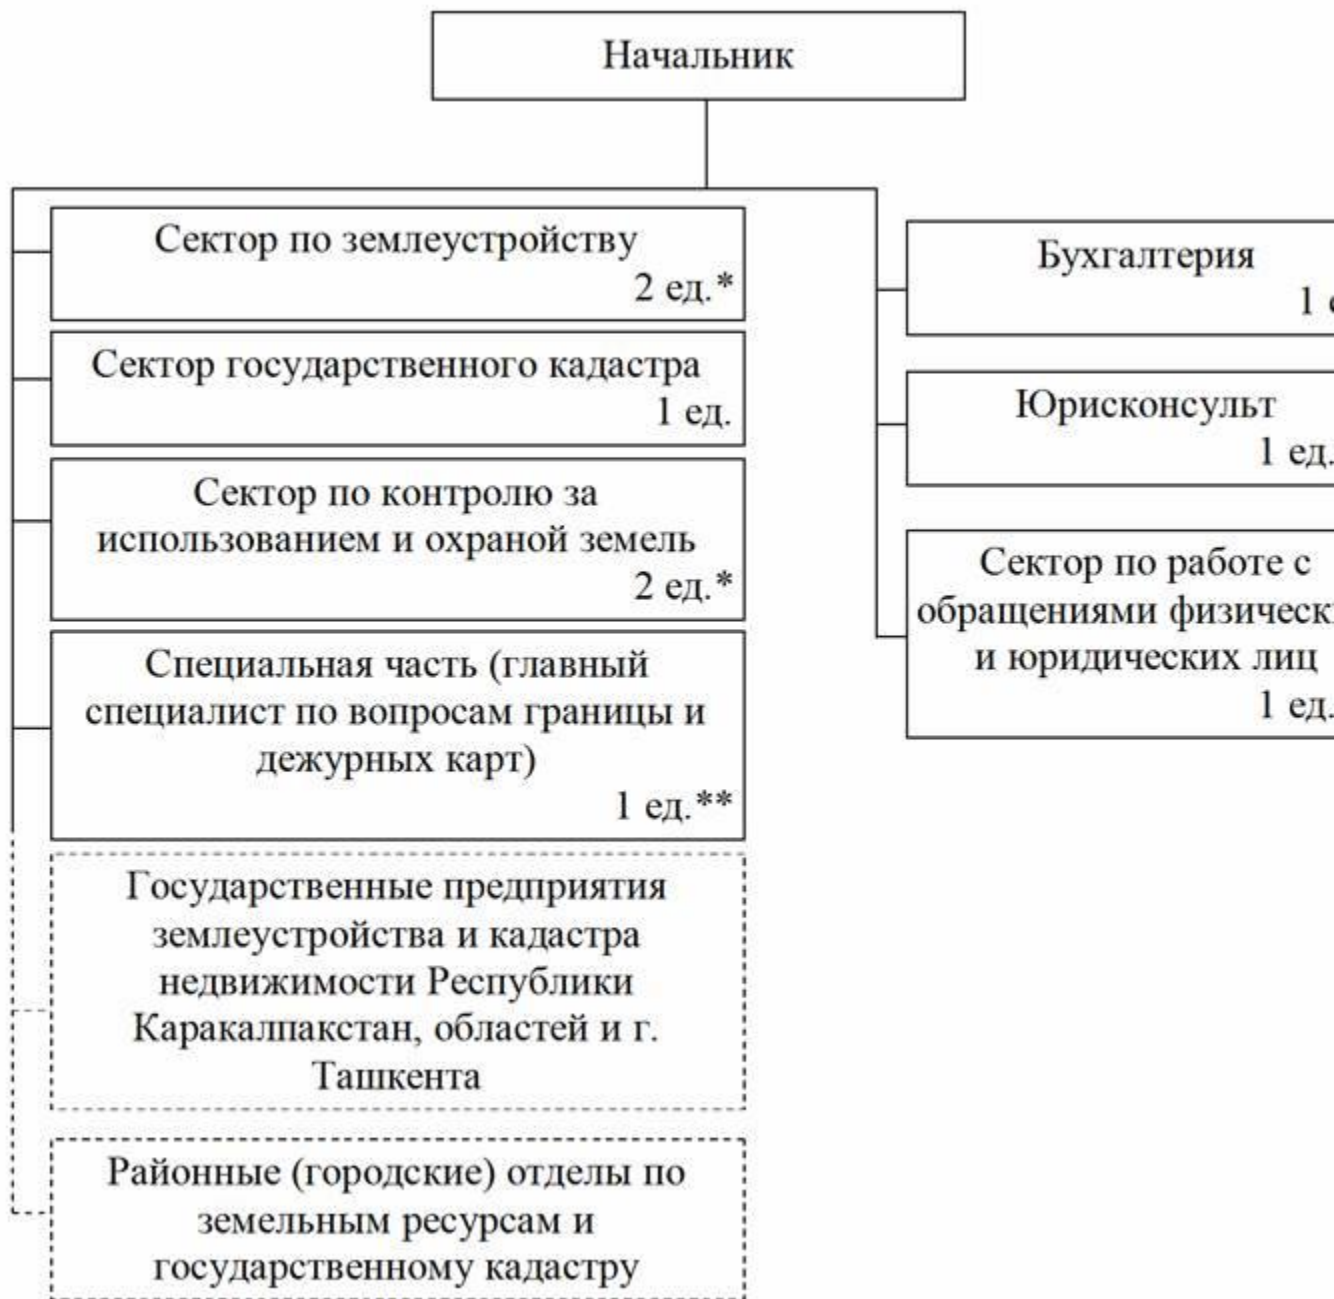 Начальник
Сектор по землеустройству
2 ед.*
Сектор государственного кадастра
1 ед.
Сектор по контролю за
использованием и охраной земель
2 ед.*
Специальная часть (главный
специалист по вопросам границы и
дежурных карт)
1 ед.**
Государственные предприятия
землеустройства и кадастра
недвижимости Республики
Каракалпакстан, областей и г.
Ташкента
Районные (городские) отделы по
земельным ресурсам и
государственному кадастру
Бухгалтерия
1
Юрисконсульт
1 ед.
Сектор по работе с
обращениями
и юридических лиц
1 ед.